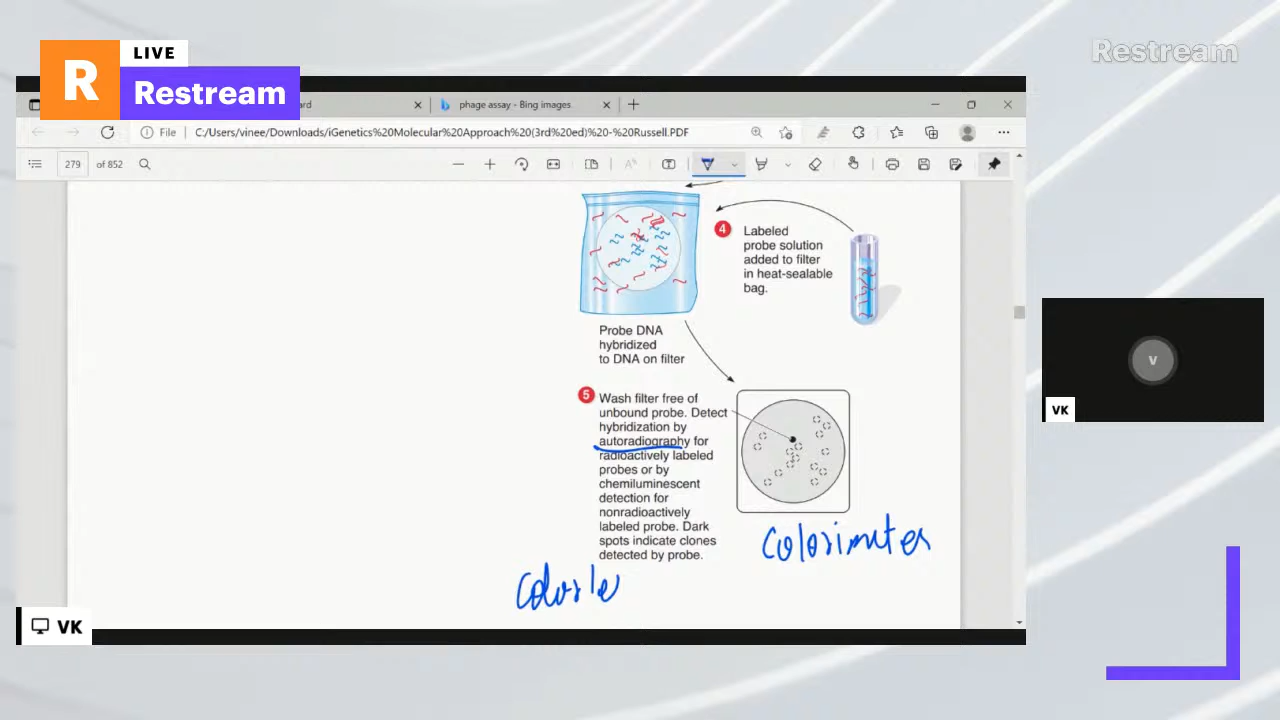 R
LIVE
Restream
Restream
ard
phage assay - Bing images
File
C:/Users/vinee/Downloads/iGenetics%20Molecular%20Approach%20(3rd%20ed)%20-%20Russell.PDF
279
of 852
4
Labeled
probe solution
added to filter
in heat-sealable
bag.
Probe DNA
hybridized
to DNA on filter
5
Wash filter free of
unbound probe. Detect
hybridization by
autoradiography for
radioactively labeled
probes or by
chemiluminescent
detection for
nonradioactively
labeled probe. Dark
spots indicate clones
detected by probe.
Colorimeter
Colorle
V
VK
VK